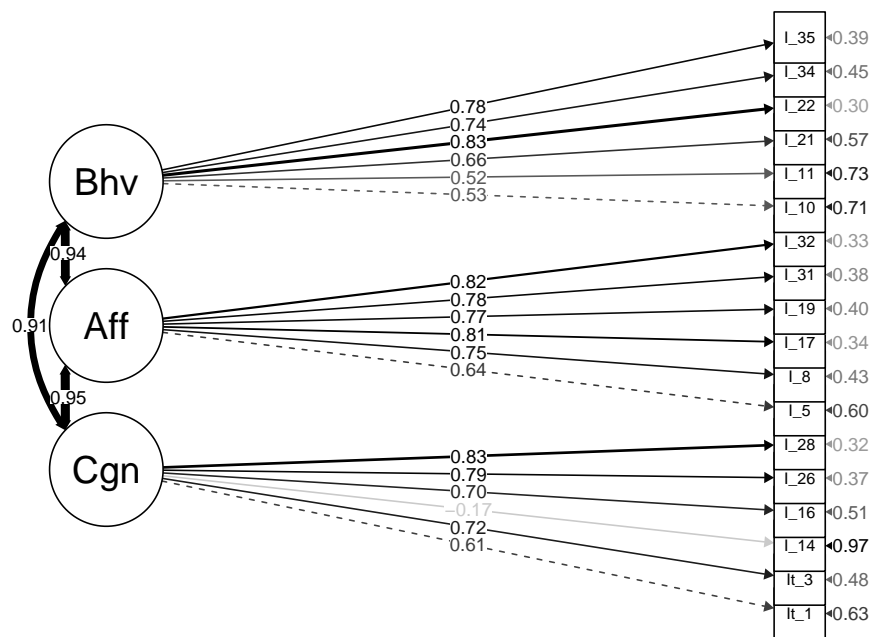 I_35 0.39
I_34 0.45
I_22 0.30
I_21 0.57
I_11 0.73
I_10 0.71
0.78
0.74
0.83
0.66
0.52
0.53
Bhv
0.94
I_32 0.33
I_31 0.38
I_19 0.40
I_17 0.34
I_8 0.43
I_5 0.60
0.82
0.78
0.77
0.81
0.75
0.64
Aff
0.91
0.95
I_28 0.32
I_26 0.37
I_16 0.51
I_14 0.97
It_3 0.48
It_1 0.63
0.83
0.79
0.70
−0.17
0.72
0.61
Cgn